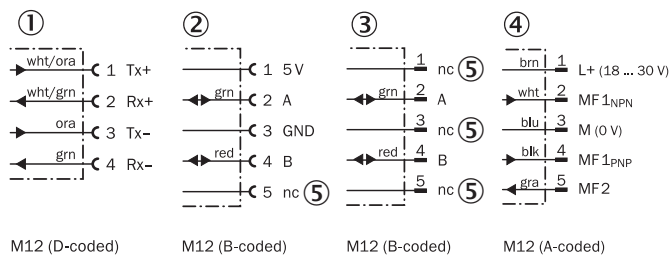 ① ② ③ ④
wht/ora 1 Tx+
wht/grn 2 Rx+
ora 3 Tx–
grn 4 Rx–
M12 (D-coded)
1 5 V
grn 2 A
3 GND
red 4 B
5 nc ⑤
M12 (B-coded)
1 nc ⑤
grn 2 A
3 nc ⑤
red 4 B
5 nc ⑤
M12 (B-coded)
brn 1 L+ (18 ... 30 V)
wht 2 MF1NPN
blu 3 M (0 V)
blk 4 MF1PNP
gra 5 MF2
M12 (A-coded)